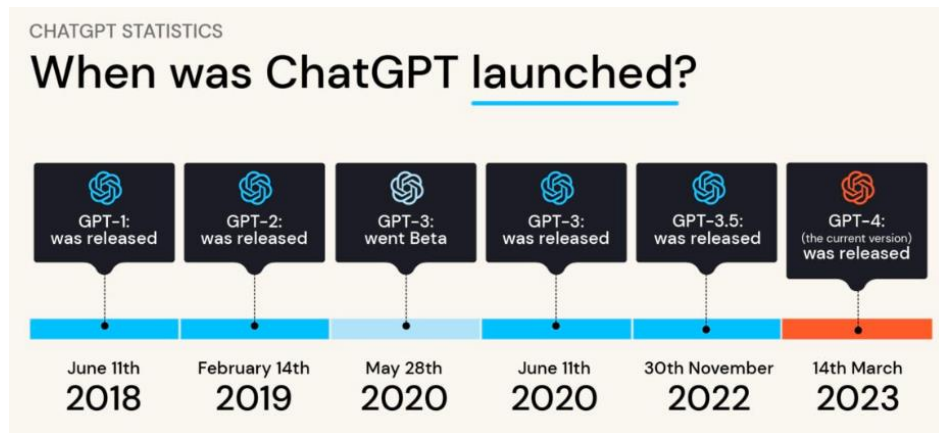 CHATGPT STATISTICS
When was ChatGPT launched?
GPT-1:
was released
GPT-2:
was released
GPT-3:
went Beta
GPT-3:
was released
GPT-3.5:
was released
GPT-4:
(the current version)
was released
June 11th
2018
February 14th
2019
May 28th
2020
June 11th
2020
30th November
2022
14th March
2023